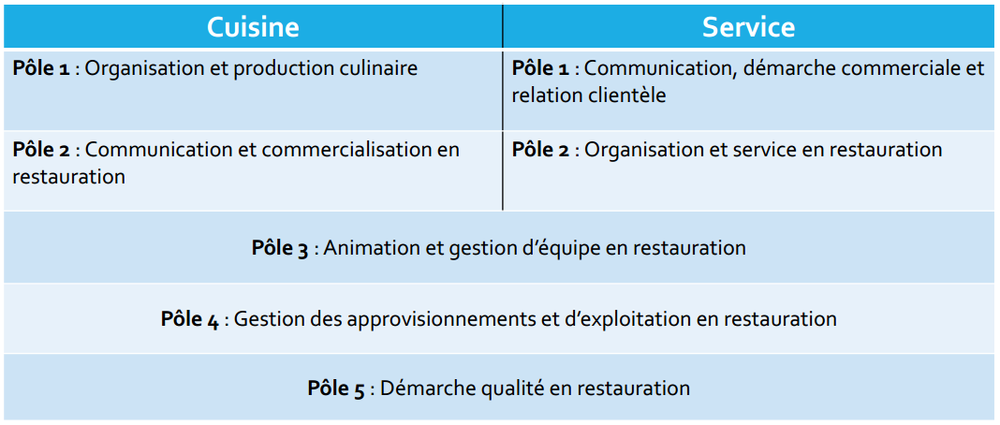 Cuisine
Service
Pôle 1 : Organisation et production culinaire
Pôle 1 : Communication, démarche commerciale et
relation clientèle
Pôle 2 : Communication et commercialisation en
restauration
Pôle 2 : Organisation et service en restauration
Pôle 3 : Animation et gestion d’équipe en restauration
Pôle 4 : Gestion des approvisionnements et d’exploitation en restauration
Pôle 5 : Démarche qualité en restauration